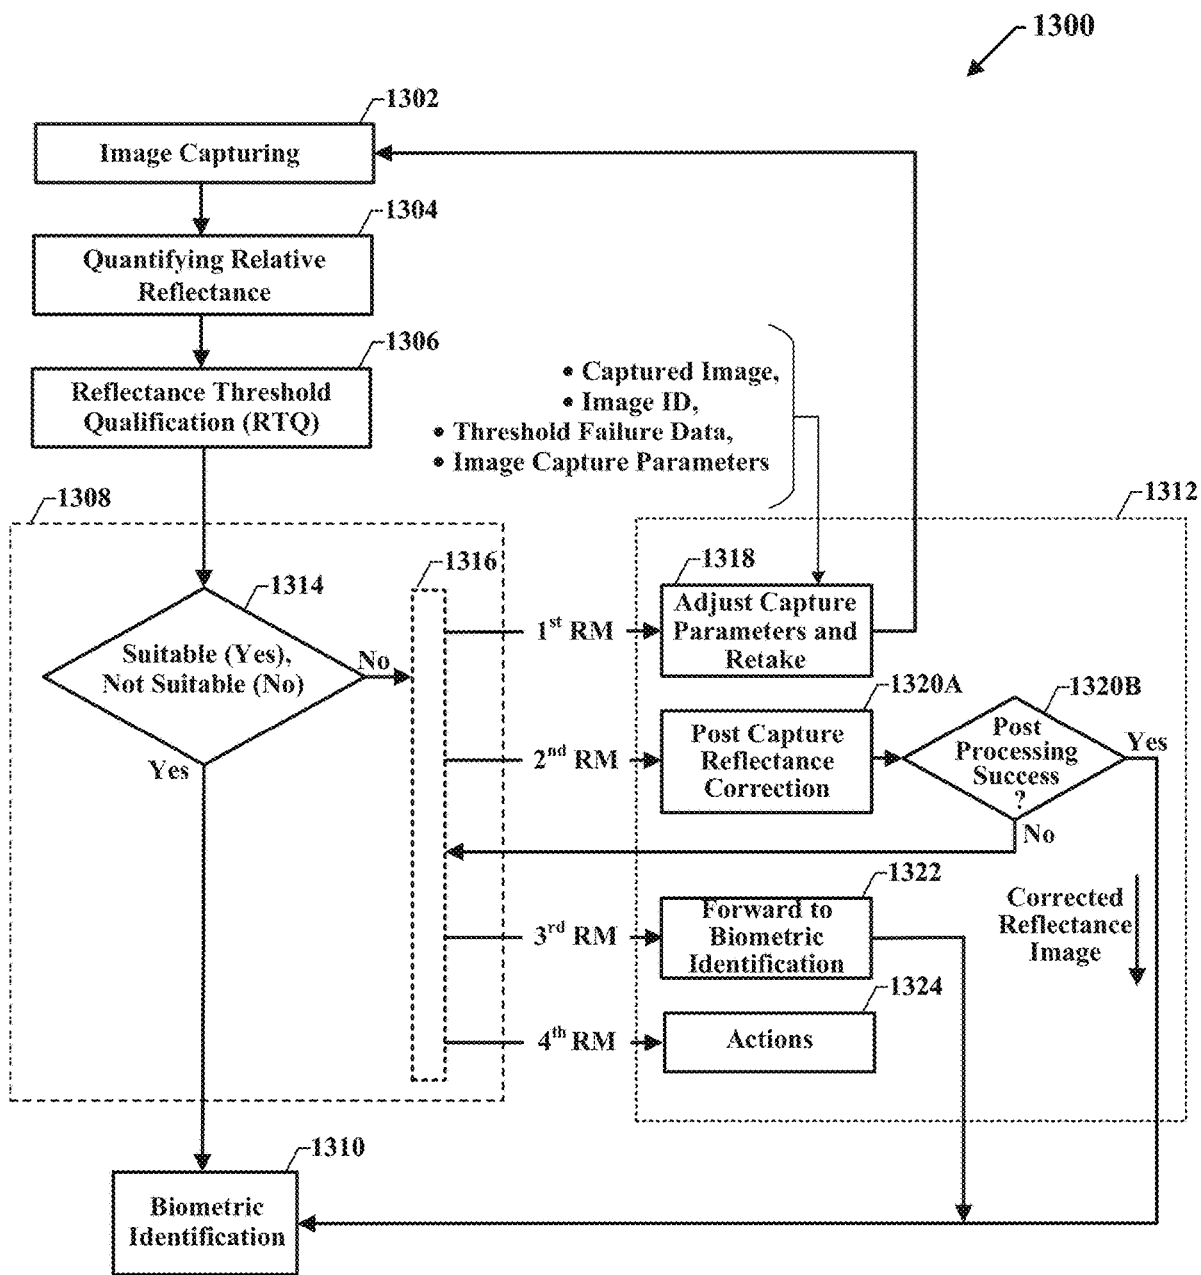 1300
1302
Image Capturing
1304
Quantifying Relative
Reflectance
1306
Reflectance Threshold
Qualification (RTQ)
• Captured Image,
• Image ID,
• Threshold Failure Data,
• Image Capture Parameters
1308
1312
1314
Suitable (Yes),
Not Suitable (No)
No
Yes
1316
1st RM
1318
Adjust Capture
Parameters and
Retake
2nd RM
1320A
Post Capture
Reflectance
Correction
1320B
Post
Processing
Success
?
Yes
No
3rd RM
1322
Forward to
Biometric
Identification
Corrected
Reflectance
Image
4th RM
1324
Actions
1310
Biometric
Identification